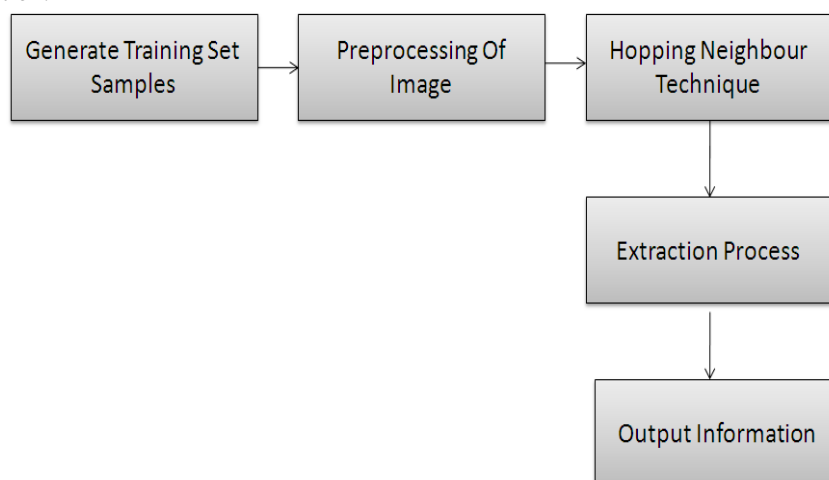 Generate Training Set
Samples
Preprocessing Of
Image
Hopping Neighbour
Technique
Extraction Process
Output Information